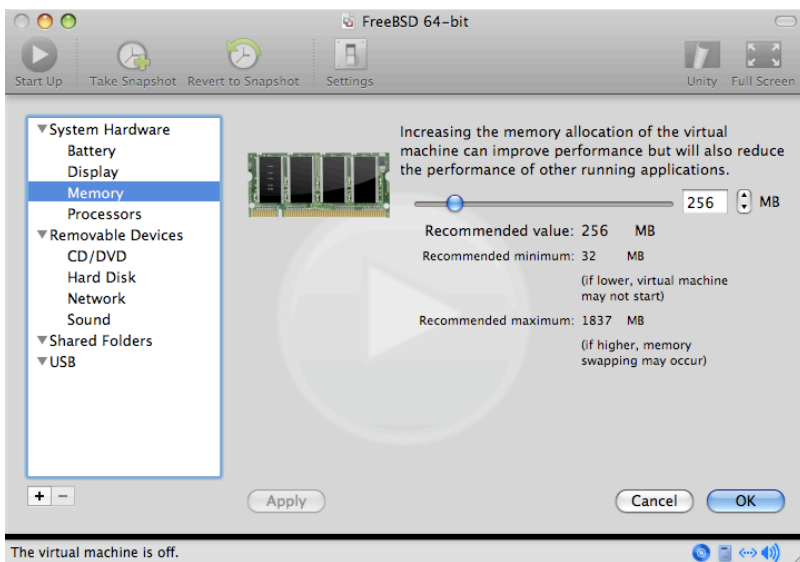 FreeBSD 64-bit
Start Up
Take Snapshot
Revert to Snapshot
Settings
Unity
Full Screen
System Hardware
Battery
Display
Memory
Processors
Removable Devices
CD/DVD
Hard Disk
Network
Sound
Shared Folders
USB
Increasing the memory allocation of the virtual
machine can improve performance but will also reduce
the performance of other running applications.
256 MB
Recommended value: 256 MB
Recommended minimum: 32 MB
(if lower, virtual machine
may not start)
Recommended maximum: 1837 MB
(if higher, memory
swapping may occur)
+ −
Apply
Cancel
OK
The virtual machine is off.